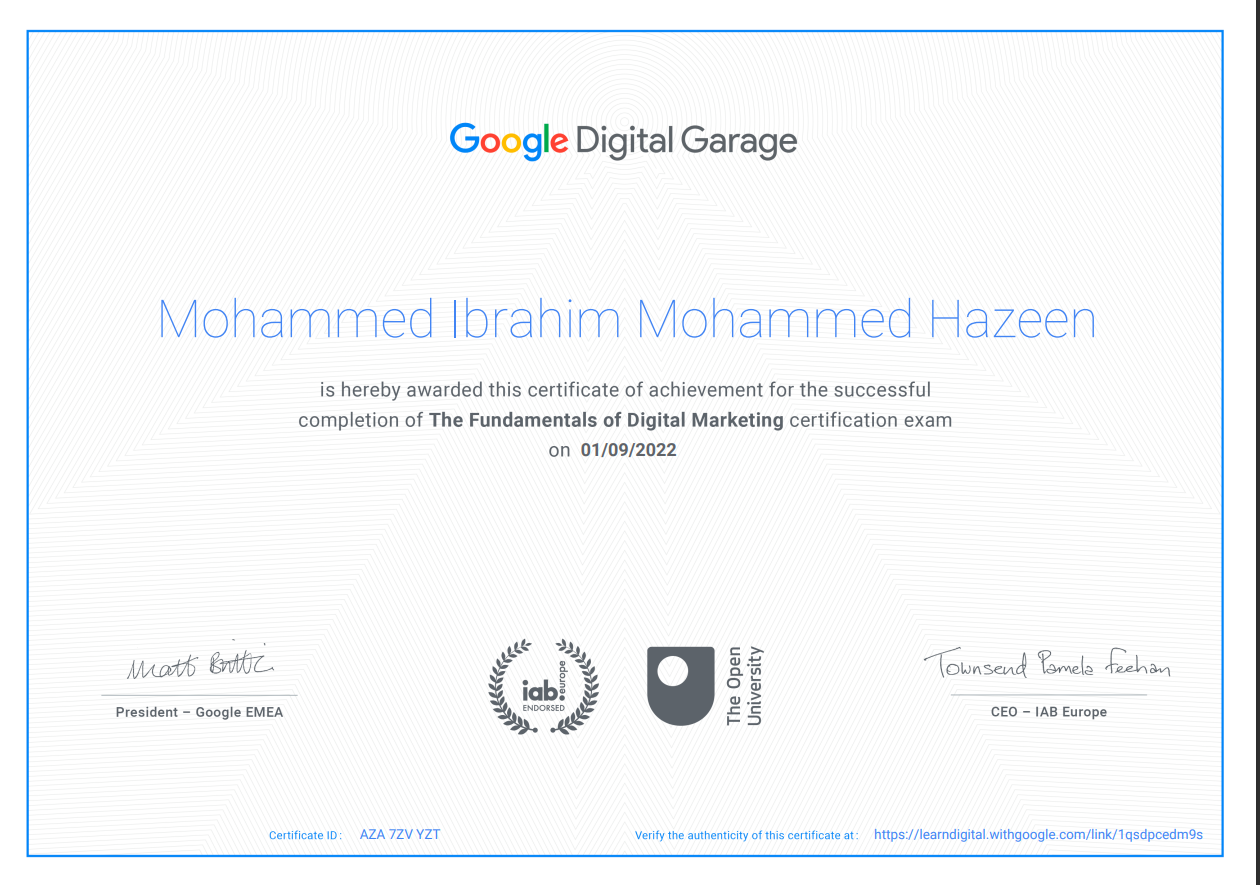 Google Digital Garage
Mohammed Ibrahim Mohammed Hazeen
is hereby awarded this certificate of achievement for the successful
completion of The Fundamentals of Digital Marketing certification exam
on 01/09/2022
Matt Brittin
President – Google EMEA
iab.europe
ENDORSED
The Open
University
Townsend Pamela Feehan
CEO – IAB Europe
Certificate ID: AZA 7ZV YZT
Verify the authenticity of this certificate at: https://learndigital.withgoogle.com/link/1qsdpcedm9s